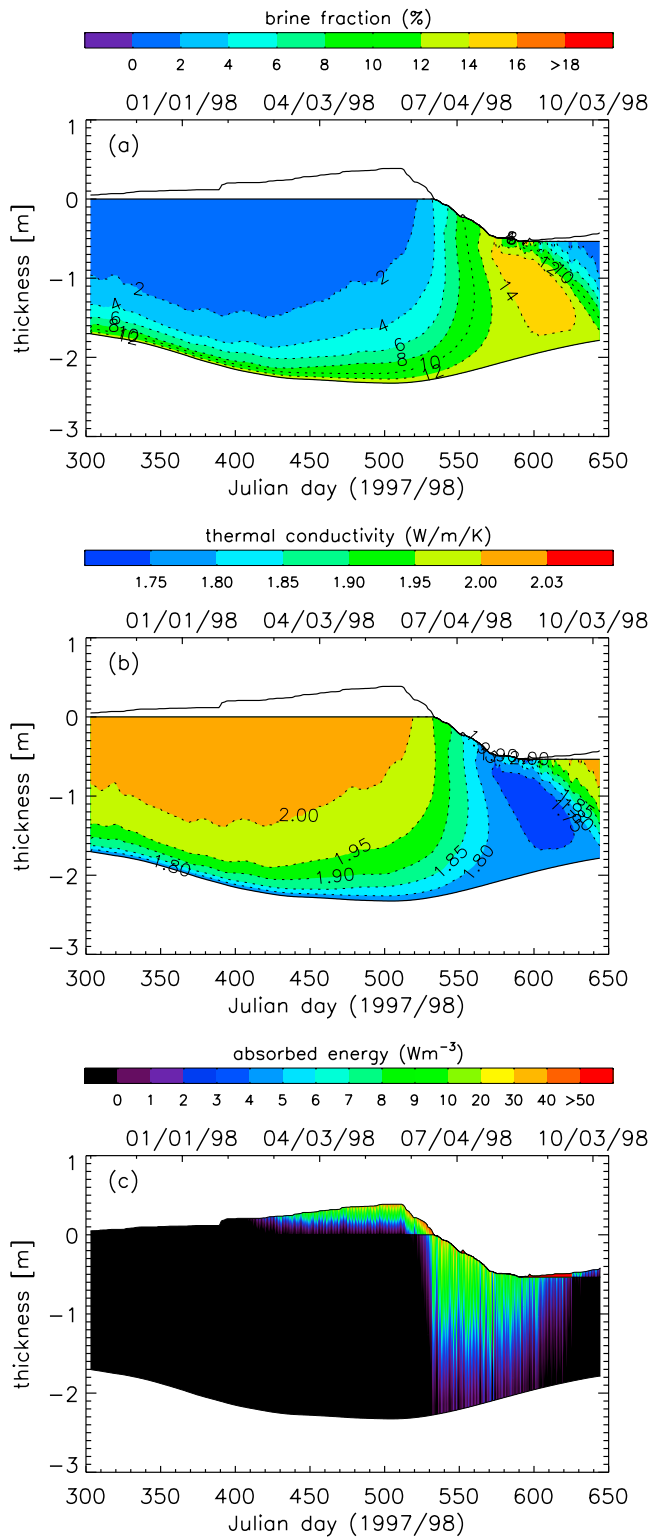 brine fraction (%)
0 2 4 6 8 10 12 14 16 >18
01/01/98 04/03/98 07/04/98 10/03/98
(a)
thickness [m]
1
0
−1
−2
−3
2
4
6
8
10
12
2
4
6
8
10
12
14
8
12
10
300 350 400 450 500 550 600 650
Julian day (1997/98)
thermal conductivity (W/m/K)
1.75 1.80 1.85 1.90 1.95 2.00 2.03
01/01/98 04/03/98 07/04/98 10/03/98
(b)
thickness [m]
1
0
−1
−2
−3
2.00
1.95
1.90
1.80
1.85
1.80
300 350 400 450 500 550 600 650
Julian day (1997/98)
absorbed energy (Wm⁻³)
0 1 2 3 4 5 6 7 8 9 10 20 30 40 >50
01/01/98 04/03/98 07/04/98 10/03/98
(c)
thickness [m]
1
0
−1
−2
−3
300 350 400 450 500 550 600 650
Julian day (1997/98)